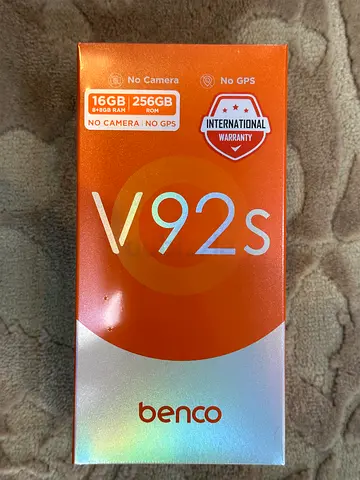 No Camera No GPS
16GB 256GB
8+8GB RAM ROM
NO CAMERA | NO GPS
INTERNATIONAL
WARRANTY
V92s
benco